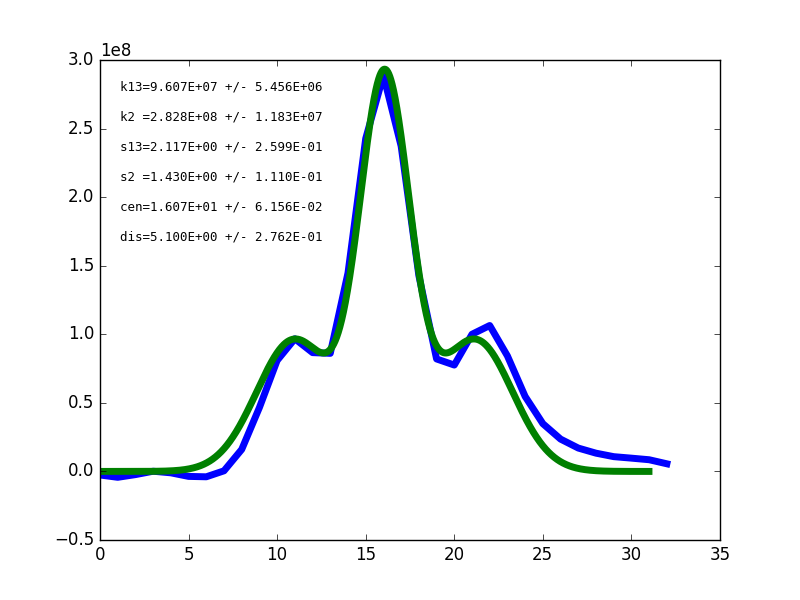 1e8
3.0
k13=9.607E+07 +/- 5.456E+06
2.5
k2 =2.828E+08 +/- 1.183E+07
s13=2.117E+00 +/- 2.599E-01
2.0
s2 =1.430E+00 +/- 1.110E-01
cen=1.607E+01 +/- 6.156E-02
dis=5.100E+00 +/- 2.762E-01
1.5
1.0
0.5
0.0
−0.5
0 5 10 15 20 25 30 35